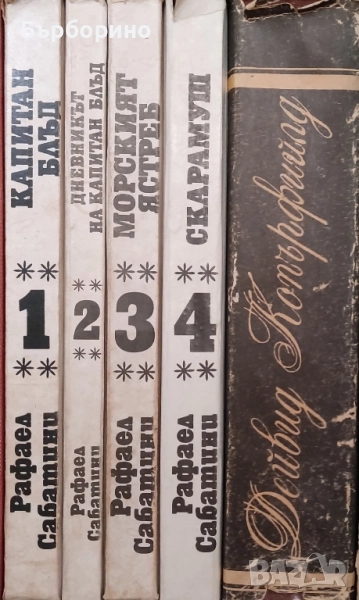 Бърборино
КАПИТАН
БЛЪД
1
Рафаел
Сабатини
ДНЕВНИКЪТ
НА КАПИТАН БЛЪД
2
Рафаел
Сабатини
МОРСКИЯТ
ЯСТРЕБ
3
Рафаел
Сабатини
СКАРАМУШ
4
Рафаел
Сабатини
Дейвид Копърфийлд
BAZAR